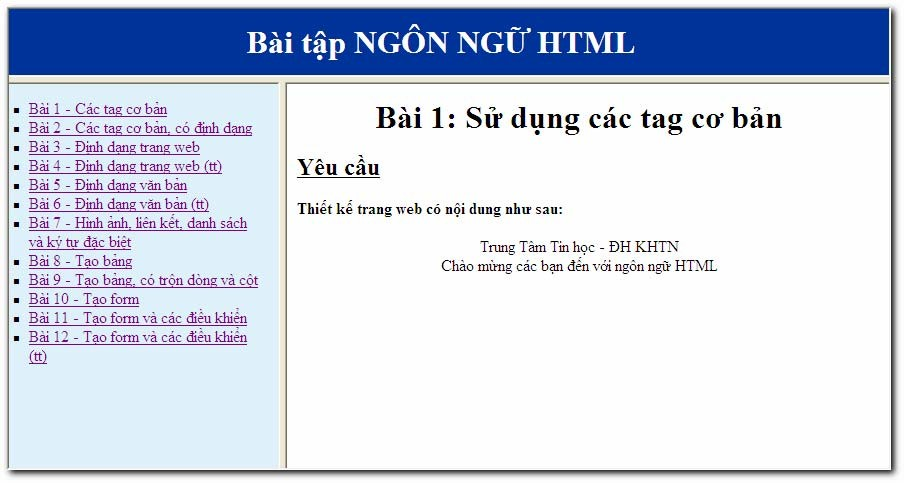 Bài tập NGÔN NGỮ HTML
Bài 1 - Các tag cơ bản
Bài 2 - Các tag cơ bản, có định dạng
Bài 3 - Định dạng trang web
Bài 4 - Định dạng trang web (tt)
Bài 5 - Định dạng văn bản
Bài 6 - Định dạng văn bản (tt)
Bài 7 - Hình ảnh, liên kết, danh sách
và ký tự đặc biệt
Bài 8 - Tạo bảng
Bài 9 - Tạo bảng, có trộn dòng và cột
Bài 10 - Tạo form
Bài 11 - Tạo form và các điều khiển
Bài 12 - Tạo form và các điều khiển
(tt)
Bài 1: Sử dụng các tag cơ bản
Yêu cầu
Thiết kế trang web có nội dung như sau:
Trung Tâm Tin học - ĐH KHTN
Chào mừng các bạn đến với ngôn ngữ HTML